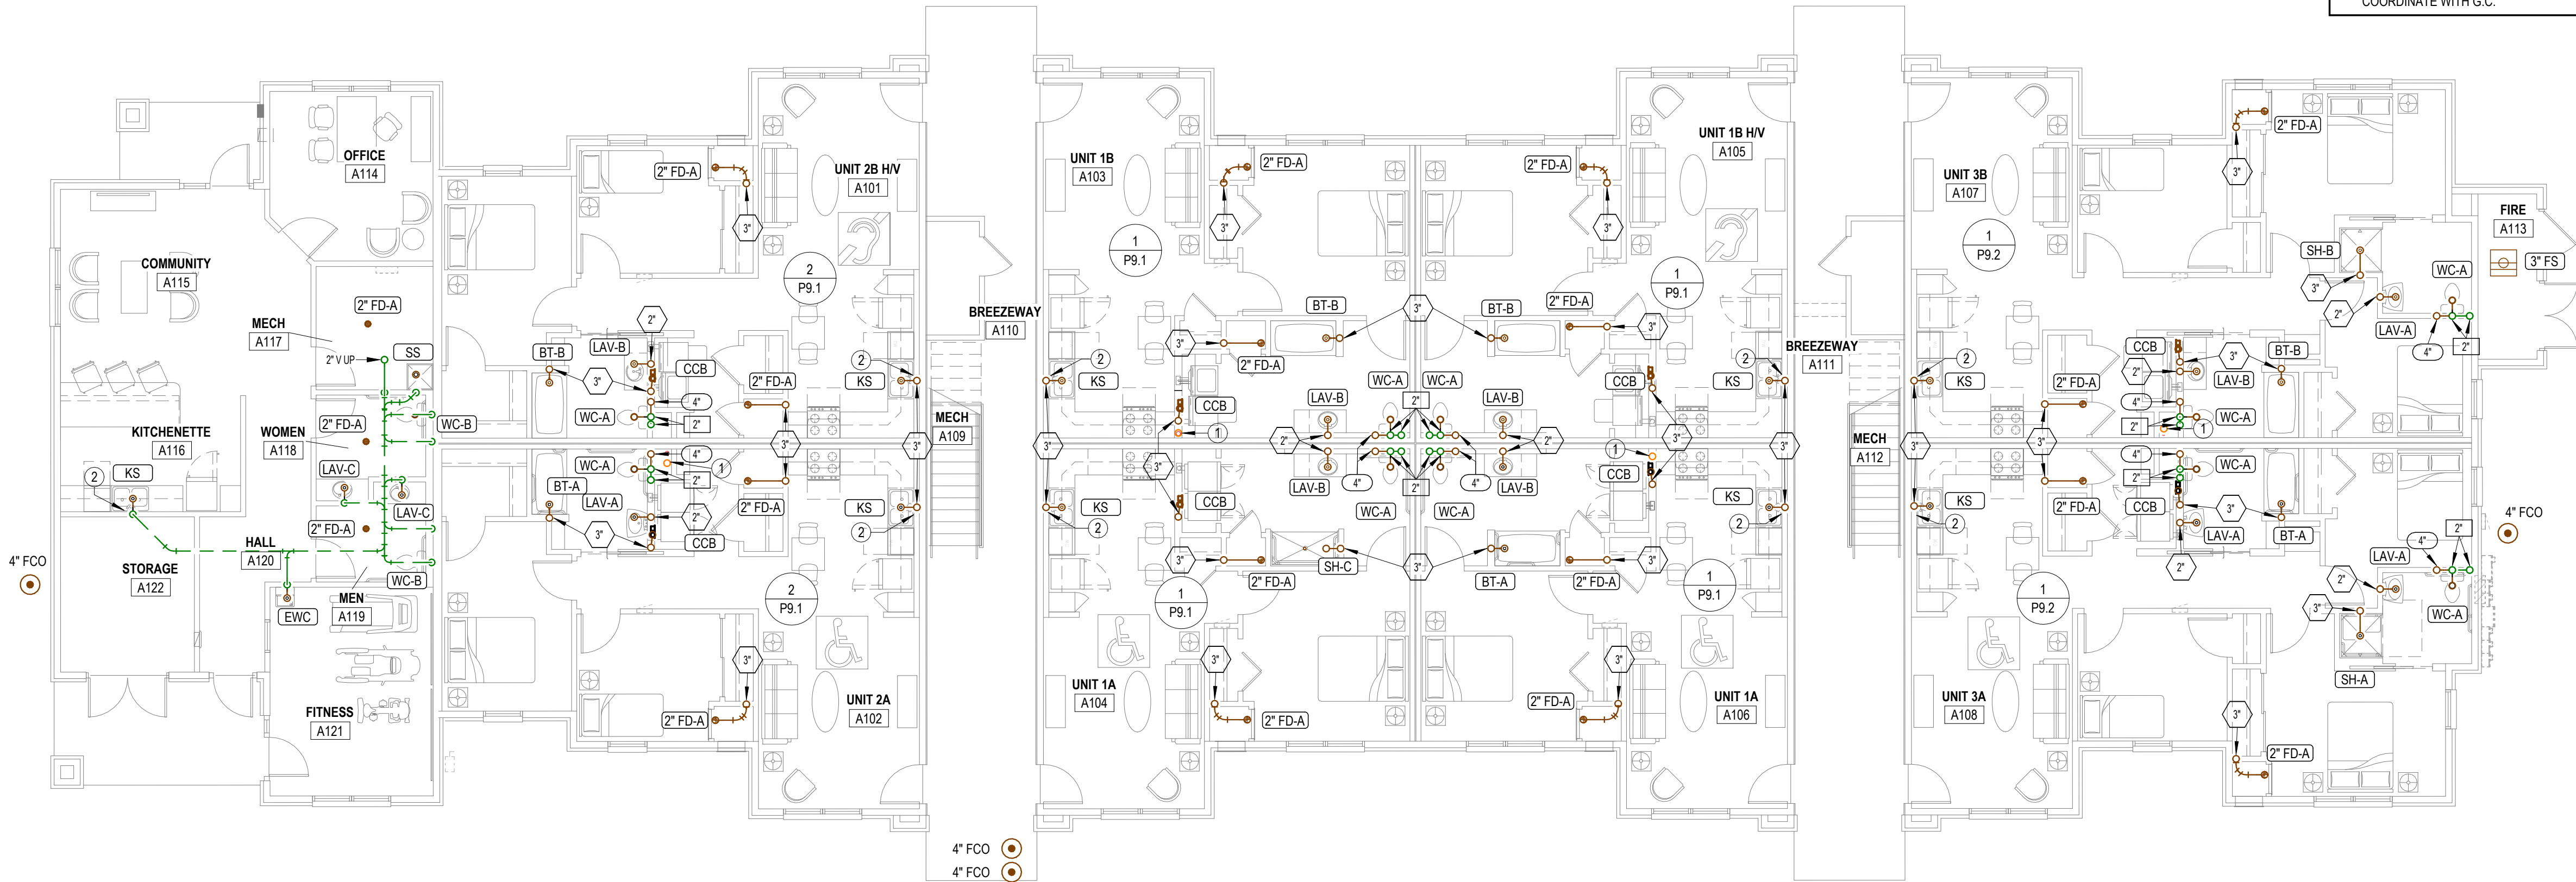 COORDINATE WITH G.C.
OFFICE
A114
COMMUNITY
A115
MECH
A117
2" FD-A
2" V UP
SS
KITCHENETTE
A116
WOMEN
A118
2" FD-A
WC-B
2
KS
LAV-C
LAV-C
2" FD-A
HALL
A120
STORAGE
A122
4" FCO
EWC
MEN
A119
WC-B
FITNESS
A121
2" FD-A
3"
UNIT 2B H/V
A101
2
P9.1
2"
BT-B
LAV-B
3"
CCB
2" FD-A
2
KS
WC-A
4"
2"
3"
3"
MECH
A109
WC-A
4"
1
2"
BT-A
LAV-A
2"
3"
CCB
2" FD-A
KS
2
2
P9.1
3"
2" FD-A
UNIT 2A
A102
BREEZEWAY
A110
4" FCO
4" FCO
UNIT 1B
A103
2" FD-A
3"
1
P9.1
BT-B
3"
2" FD-A
2
KS
CCB
1
LAV-B
WC-A
2"
3"
2"
3"
CCB
LAV-B
4"
2"
WC-A
KS
2
3"
2" FD-A
SH-C
3"
1
P9.1
3"
2" FD-A
UNIT 1A
A104
2" FD-A
3"
UNIT 1B H/V
A105
1
P9.1
BT-B
2" FD-A
3"
WC-A
LAV-B
CCB
2
KS
2"
3"
3"
1
CCB
4"
LAV-B
WC-A
KS
2
BT-A
2" FD-A
3"
1
P9.1
3"
2" FD-A
UNIT 1A
A106
BREEZEWAY
A111
MECH
A112
UNIT 3B
A107
1
P9.2
2" FD-A
3"
SH-B
3"
2"
LAV-A
WC-A
4"
2"
FIRE
A113
3" FS
2
KS
2" FD-A
CCB
2"
3"
BT-B
LAV-B
4"
WC-A
2"
1
3"
3"
4"
WC-A
2"
KS
2
2" FD-A
CCB
3"
LAV-A
BT-A
2"
4" FCO
2"
4"
LAV-A
2"
3"
WC-A
SH-A
1
P9.2
UNIT 3A
A108
3"
2" FD-A